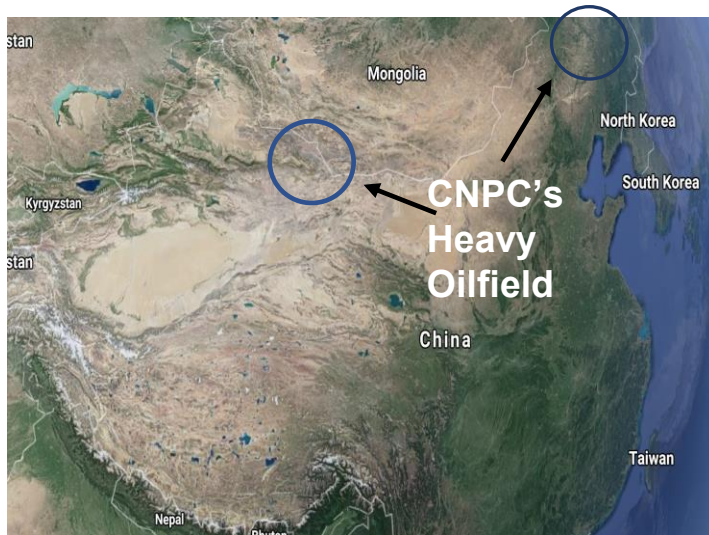 stan
Mongolia
North Korea
South Korea
Kyrgyzstan
CNPC's
Heavy
Oilfield
stan
China
Taiwan
Nepal